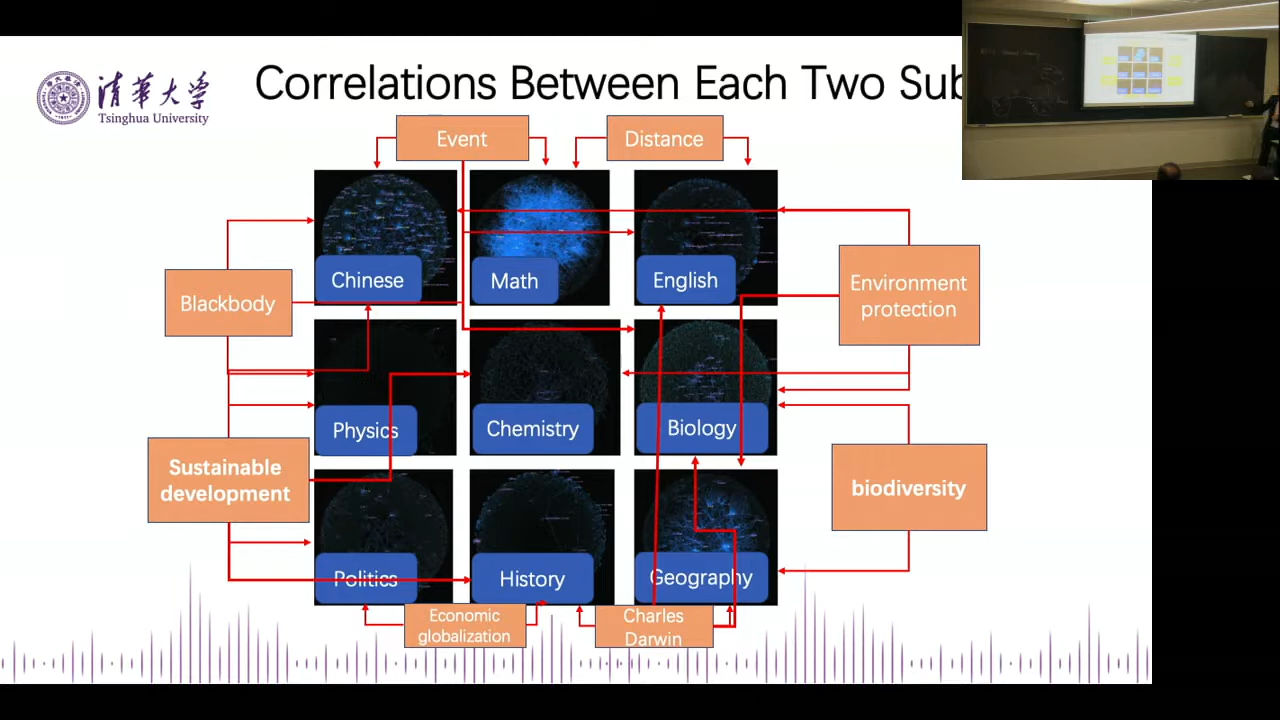 清华大学
Tsinghua University
Correlations Between Each Two Sub
Event
Distance
Chinese
Math
English
Blackbody
Environment
protection
Physics
Chemistry
Biology
Sustainable
development
biodiversity
Politics
History
Geography
Economic
globalization
Charles
Darwin